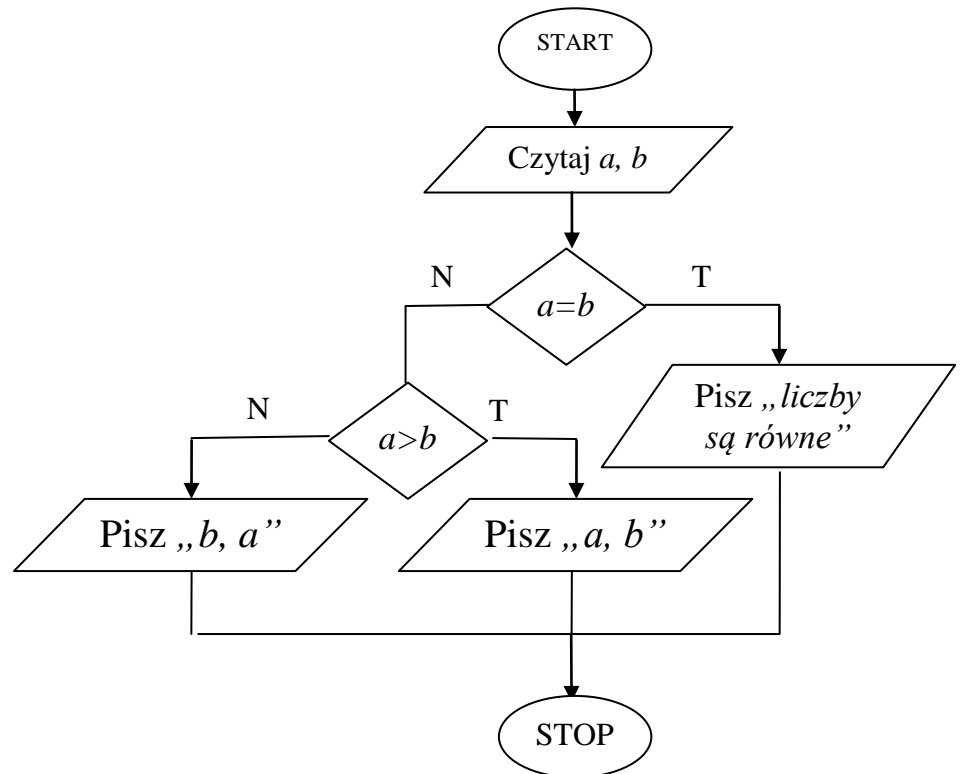 START
Czytaj a, b
N
T
a=b
Pisz „liczby
są równe”
N
T
a>b
Pisz „b, a”
Pisz „a, b”
STOP